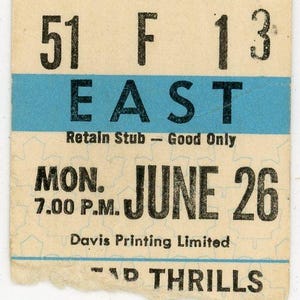 51 F 13
EAST
Retain Stub — Good Only
MON. JUNE 26
7.00 P.M.
Davis Printing Limited
THRILLS